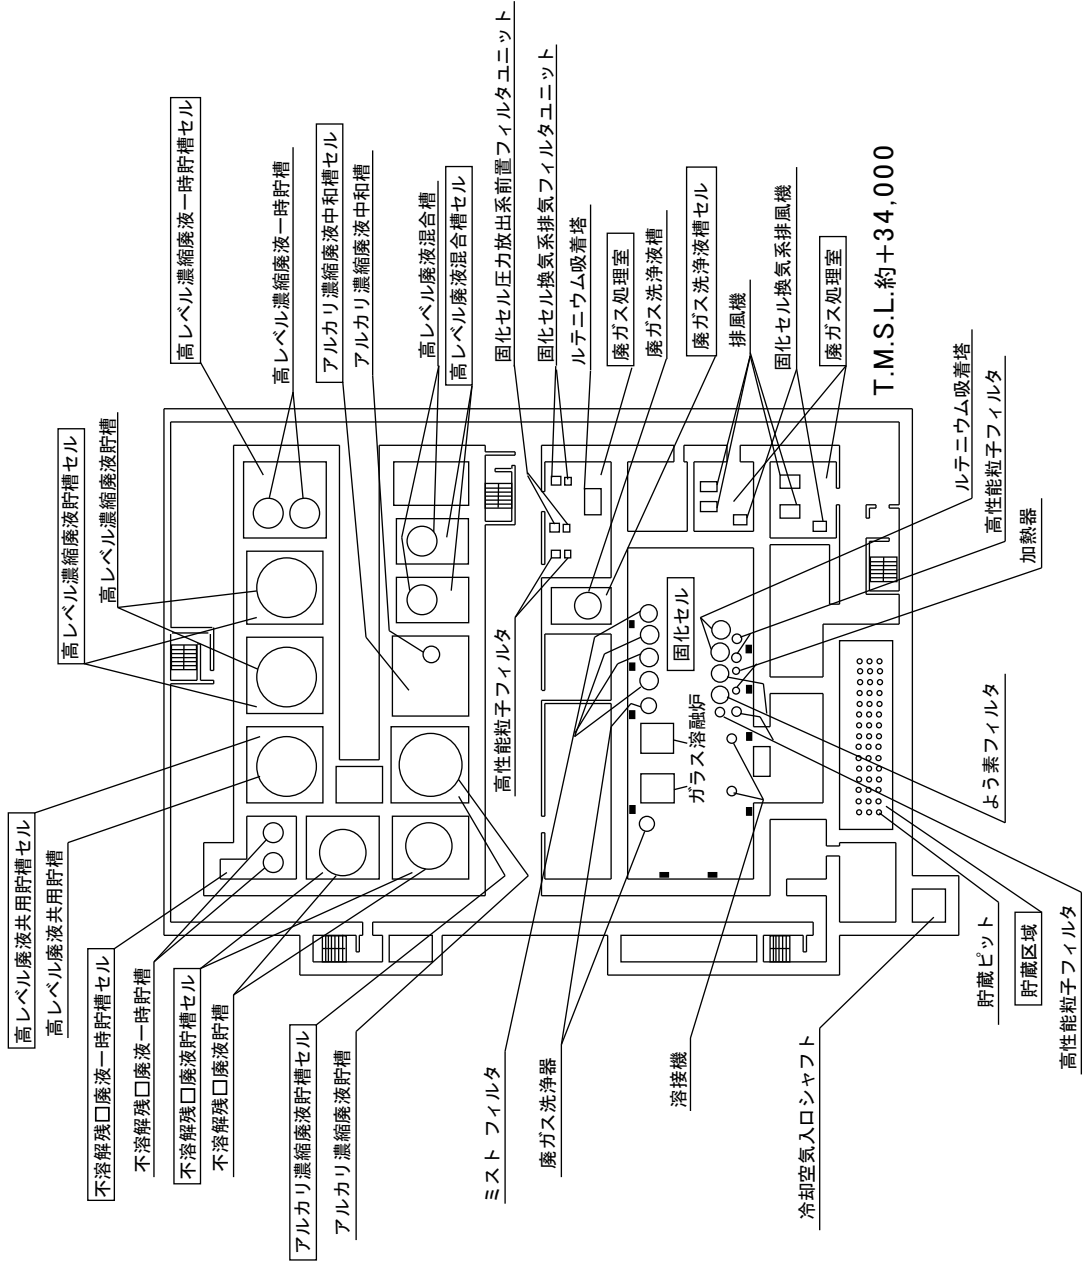 高レベル濃縮廃液一時貯槽セル
高レベル濃縮廃液一時貯槽
アルカリ濃縮廃液中和槽セル
アルカリ濃縮廃液中和槽
高レベル廃液混合槽
高レベル廃液混合槽セル
固化セル圧力放出系前置フィルタユニット
固化セル換気系排気フィルタユニット
ルテニウム吸着塔
廃ガス処理室
廃ガス洗浄液槽
廃ガス洗浄液槽セル
排風機
固化セル換気系排風機
廃ガス処理室
T.M.S.L.約+34,000
高レベル濃縮廃液貯槽セル
高レベル濃縮廃液貯槽
高性能粒子フィルタ
固化セル
ガラス溶融炉
ルテニウム吸着塔
高性能粒子フィルタ
加熱器
よう素フィルタ
高レベル廃液共用貯槽セル
高レベル廃液共用貯槽
不溶解残□廃液一時貯槽セル
不溶解残□廃液一時貯槽
不溶解残□廃液貯槽セル
不溶解残□廃液貯槽
アルカリ濃縮廃液貯槽セル
アルカリ濃縮廃液貯槽
ミスト フィルタ
廃ガス洗浄器
溶接機
冷却空気入口シャフト
貯蔵ピット
貯蔵区域
高性能粒子フィルタ